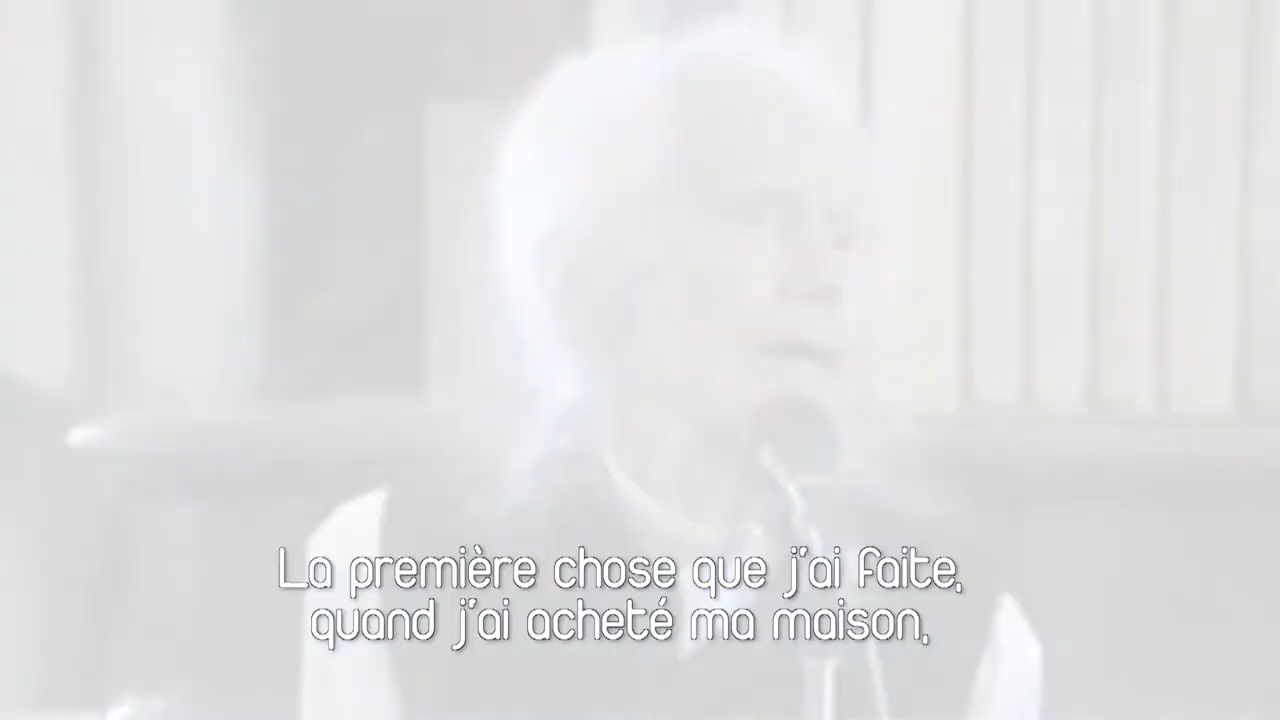 La première chose que j'ai faite,
quand j'ai acheté ma maison,